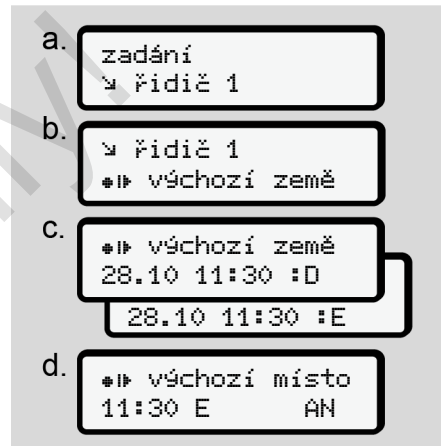 a.
zadání
řidič 1
b.
řidič 1
výchozí země
c.
výchozí země
28.10 11:30 :D
28.10 11:30 :E
d.
výchozí místo
11:30 E AN